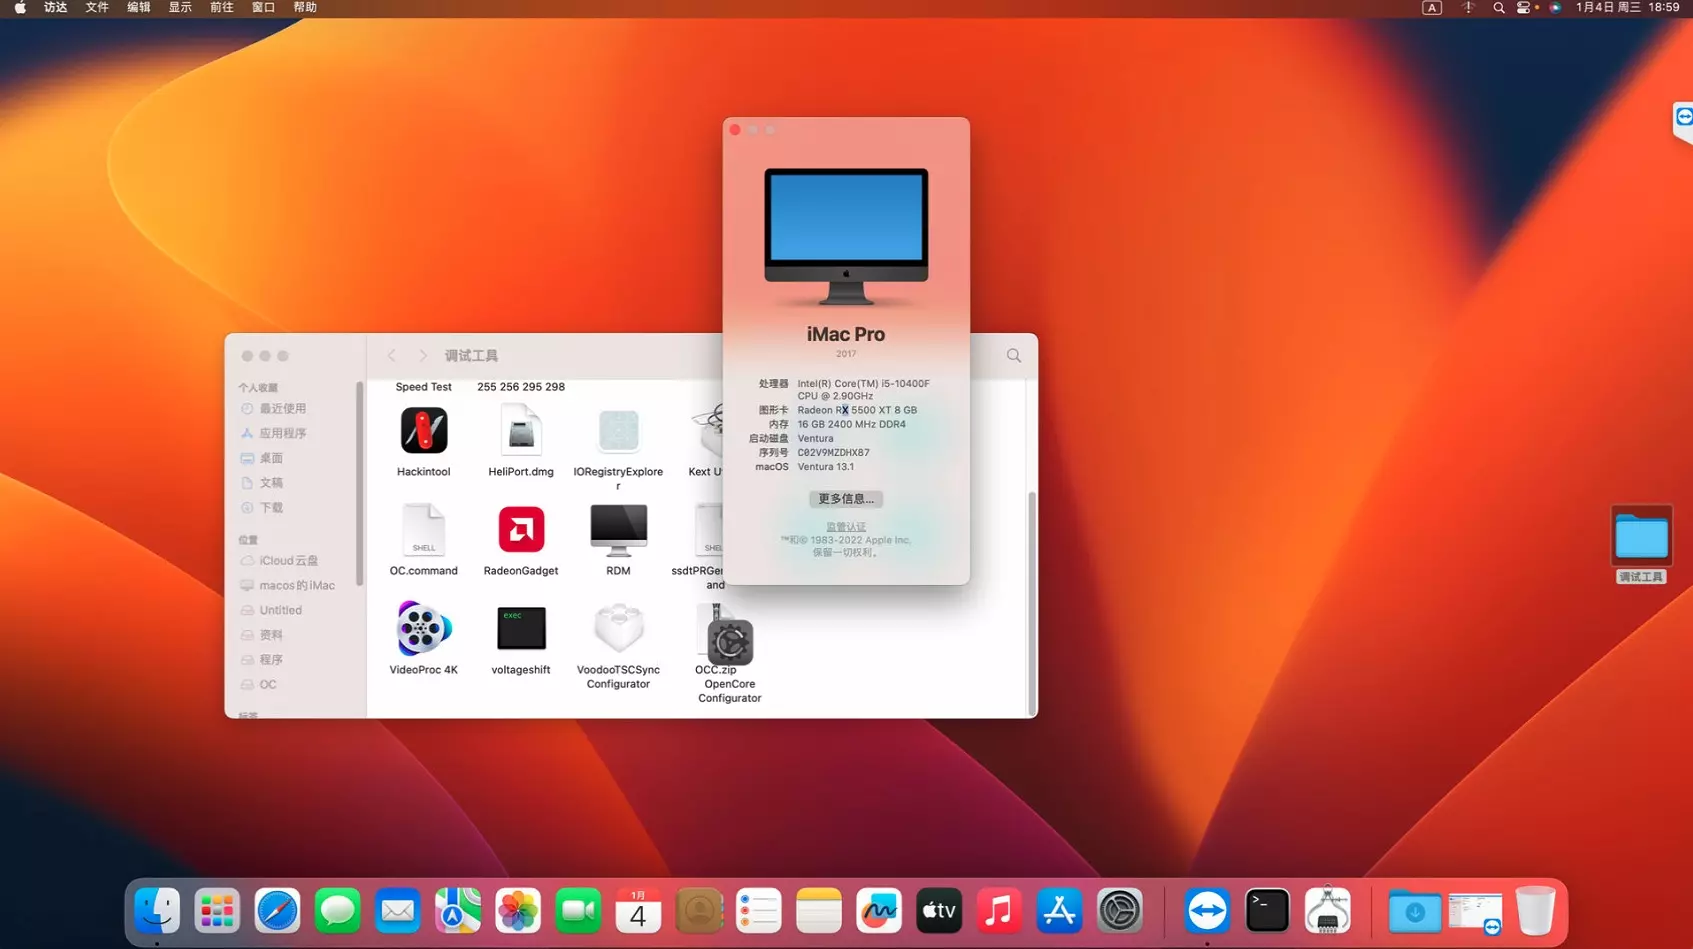 访达 文件 编辑 显示 前往 窗口 帮助
A 1月4日 周三 18:59
iMac Pro
2017
处理器 Intel(R) Core(TM) i5-10400F
CPU @ 2.90GHz
图形卡 Radeon RX 5500 XT 8 GB
内存 16 GB 2400 MHz DDR4
启动磁盘 Ventura
序列号 C02V9MZDHX87
macOS Ventura 13.1
更多信息...
监管认证
™和© 1983-2022 Apple Inc.
保留一切权利。
调试工具
个人收藏
最近使用
应用程序
桌面
文稿
下载
位置
iCloud云盘
macos的iMac
Untitled
资料
程序
OC
标签
Speed Test 255 256 295 298
Hackintool HeliPort.dmg IORegistryExplore
r
Kext U
SHELL
OC.command RadeonGadget RDM ssdtPRGe
and
exec
VideoProc 4K voltageshift VoodooTSCSync
Configurator
OCC.zip
OpenCore
Configurator
调试工具
1月
4
tv